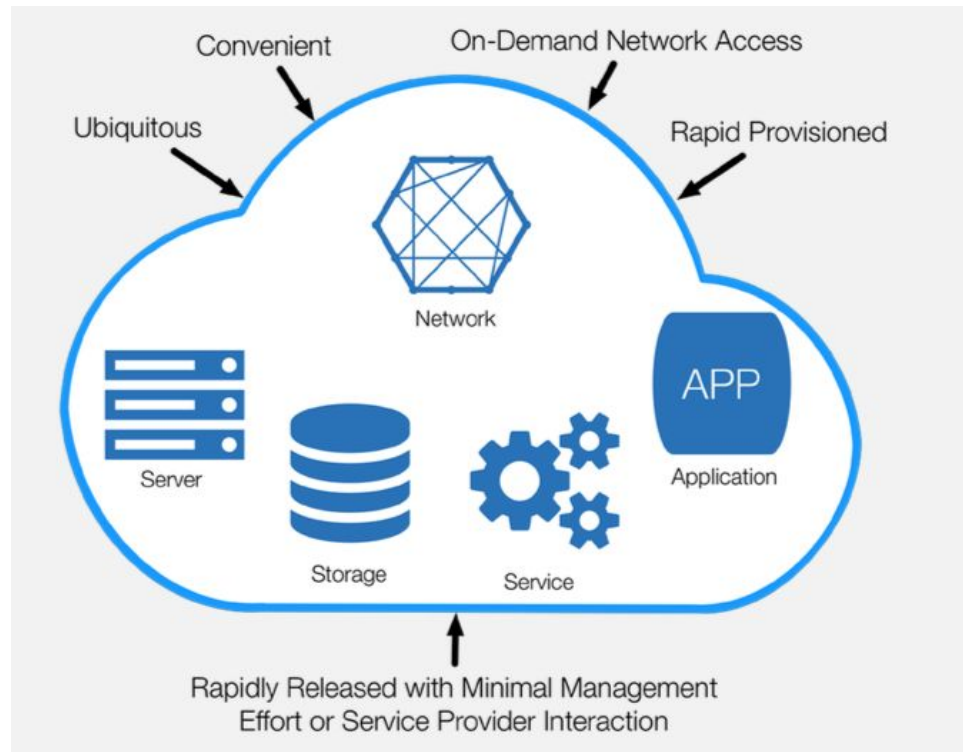 Convenient
On-Demand Network Access
Ubiquitous
Rapid Provisioned
Network
APP
Server
Application
Storage
Service
Rapidly Released with Minimal Management
Effort or Service Provider Interaction